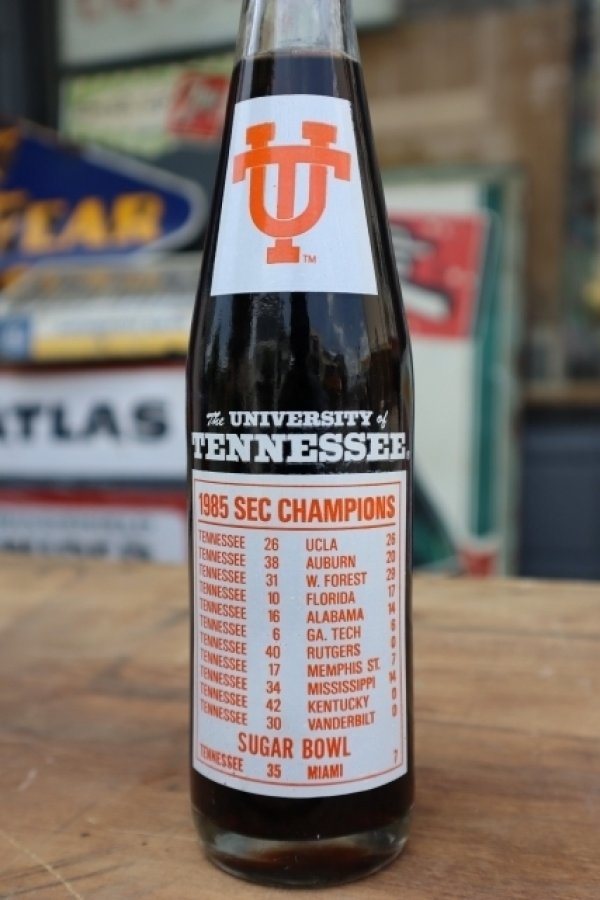 UT
TM
The UNIVERSITY of
TENNESSEE®
1985 SEC CHAMPIONS
TENNESSEE 26 UCLA 26
TENNESSEE 38 AUBURN 20
TENNESSEE 31 W. FOREST 29
TENNESSEE 10 FLORIDA 17
TENNESSEE 16 ALABAMA 14
TENNESSEE 6 GA. TECH 6
TENNESSEE 40 RUTGERS 0
TENNESSEE 17 MEMPHIS ST. 7
TENNESSEE 34 MISSISSIPPI 14
TENNESSEE 42 KENTUCKY 0
TENNESSEE 30 VANDERBILT 0
SUGAR BOWL
TENNESSEE 35 MIAMI 7
EAR
ATLAS